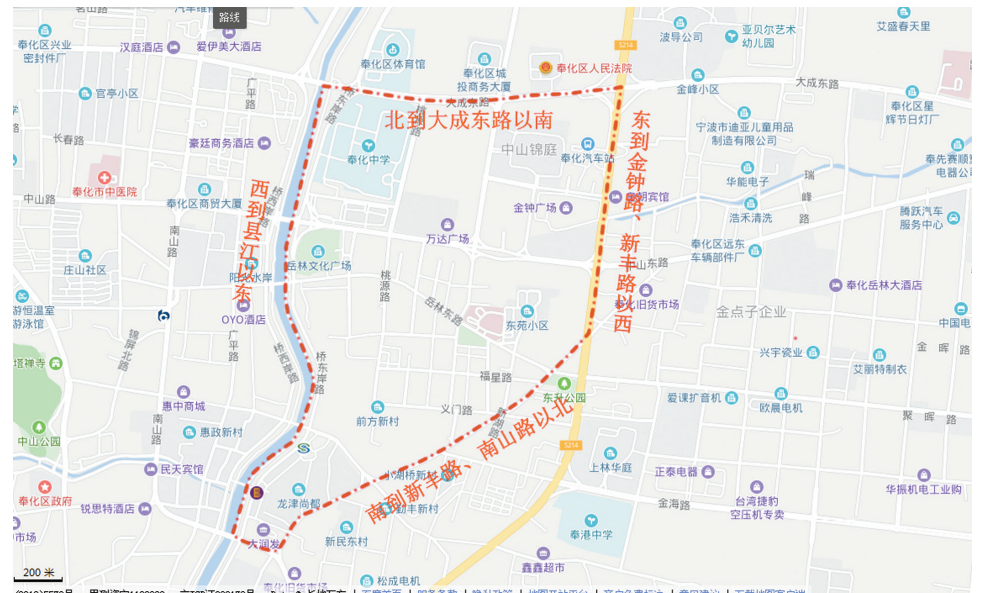 路线
奉化区兴业
密封件厂
汉庭酒店
爱伊美大酒店
奉化区体育馆
奉化区城
投商务大厦
奉化区人民法院
S214
波导公司
亚贝尔艺术
幼儿园
艾盛春天里
官亭小区
广平路
大成东路
金峰小区
大成东路
奉化区星
辉节日灯厂
北到大成东路以南
长春路
豪廷商务酒店
奉化中学
中山锦庭
奉化汽车站
宁波市迪亚儿童用品
制造有限公司
东到金钟路、新丰路以西
奉化市中医院
华能电子
瑞峰路
中山路
奉化区商贸大厦
西到县江以东
桥西岸路
金钟广场
浩禾清洗
腾跃汽车
服务中心
南山路
万达广场
奉化区远东
车辆部件厂
庄山社区
岳林文化广场
桃源路
奉化旧货市场
奉化岳林大酒店
OYO酒店
岳林东路
东苑小区
金点子企业
锦屏北路
广平路
桥西岸路
桥东岸路
兴宇瓷业
艾丽特制衣
金晖路
塔禅寺
福星路
东升公园
惠中商城
前方新村
义门路
爱课扩音机
欧晨电机
聚晖路
南山路
惠政新村
中山公园
S214
南到新丰路、南山路以北
民天宾馆
上林华庭
正泰电器
华振机电工业购
奉化区政府
锐思特酒店
龙津尚都
台湾捷豹
空压机专卖
金海路
大润发
新民东村
奉港中学
鑫鑫超市
200 米
松成电机